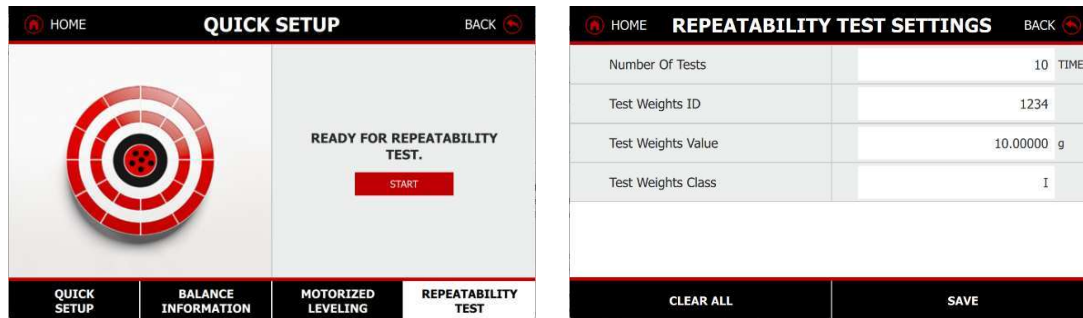 HOME QUICK SETUP BACK
READY FOR REPEATABILITY
TEST.
START
QUICK
SETUP
BALANCE
INFORMATION
MOTORIZED
LEVELING
REPEATABILITY
TEST
HOME REPEATABILITY TEST SETTINGS BACK
Number Of Tests 10 TIME
Test Weights ID 1234
Test Weights Value 10.00000 g
Test Weights Class I
CLEAR ALL SAVE